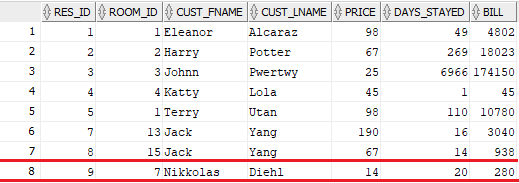 RES_ID ROOM_ID CUST_FNAME CUST_LNAME PRICE DAYS_STAYED BILL
1 1 1 Eleanor Alcaraz 98 49 4802
2 2 2 Harry Potter 67 269 18023
3 3 3 Johnn Pwertwy 25 6966 174150
4 4 4 Katty Lola 45 1 45
5 5 1 Terry Utan 98 110 10780
6 7 13 Jack Yang 190 16 3040
7 8 15 Jack Yang 67 14 938
8 9 7 Nikkolas Diehl 14 20 280